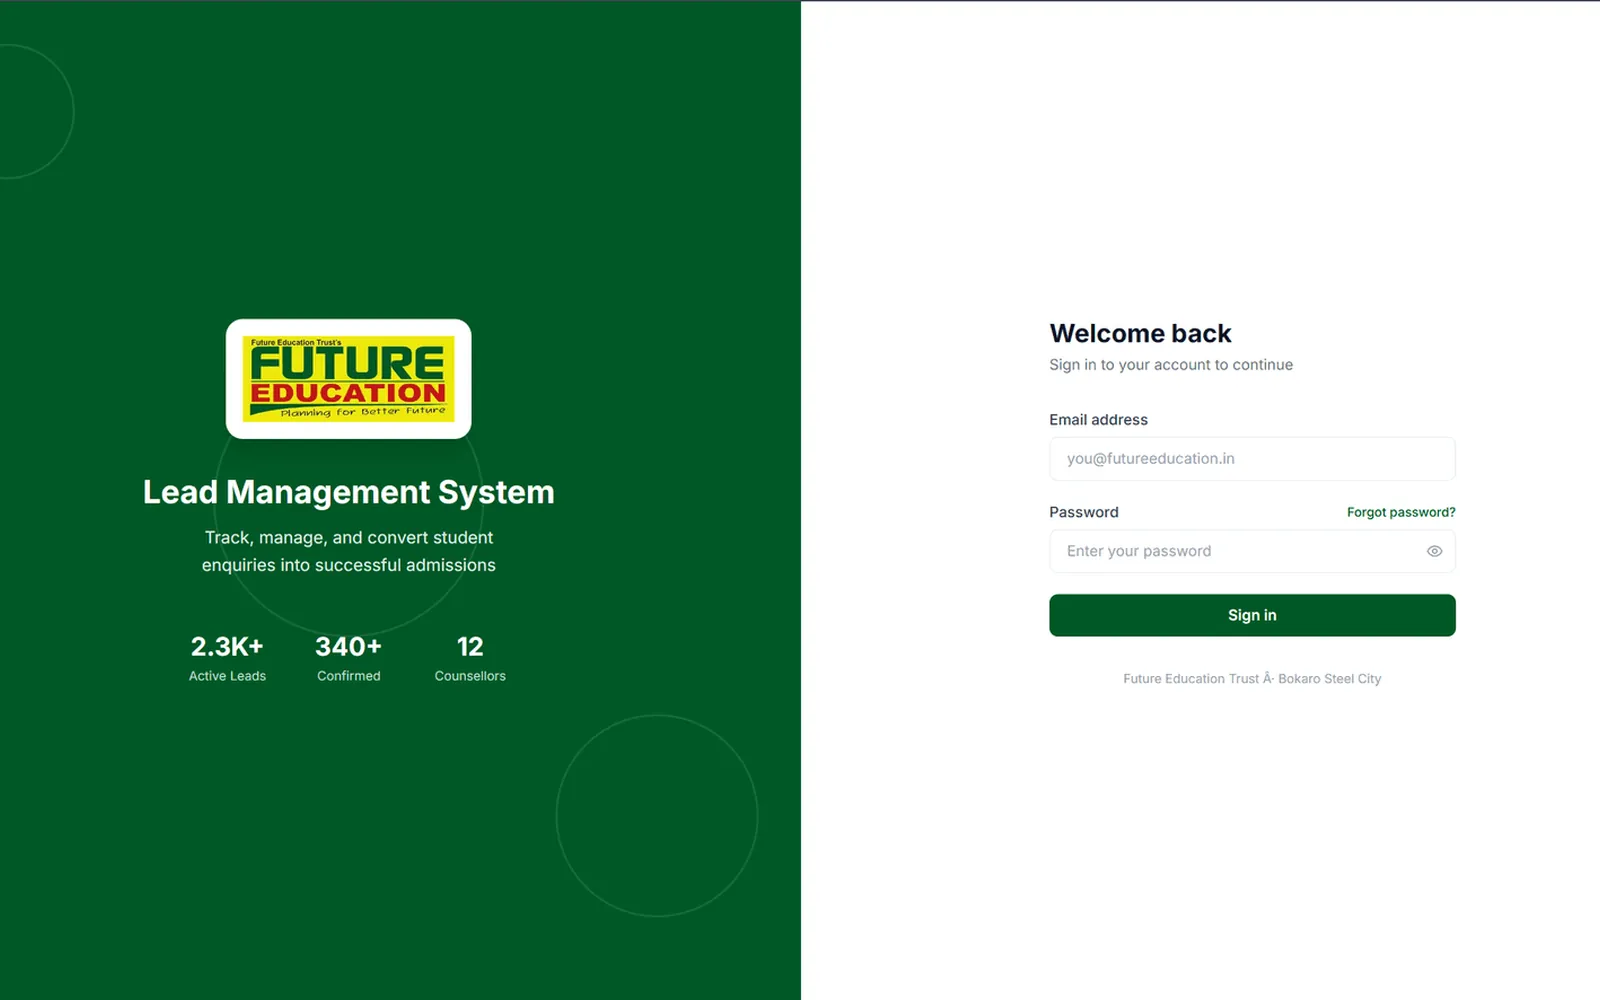 Future Education Trust's
FUTURE
EDUCATION
Planning for Better Future
Lead Management System
Track, manage, and convert student
enquiries into successful admissions
2.3K+ 340+ 12
Active Leads Confirmed Counsellors
Welcome back
Sign in to your account to continue
Email address
you@futureeducation.in
Password Forgot password?
Enter your password
Sign in
Future Education Trust Â· Bokaro Steel City